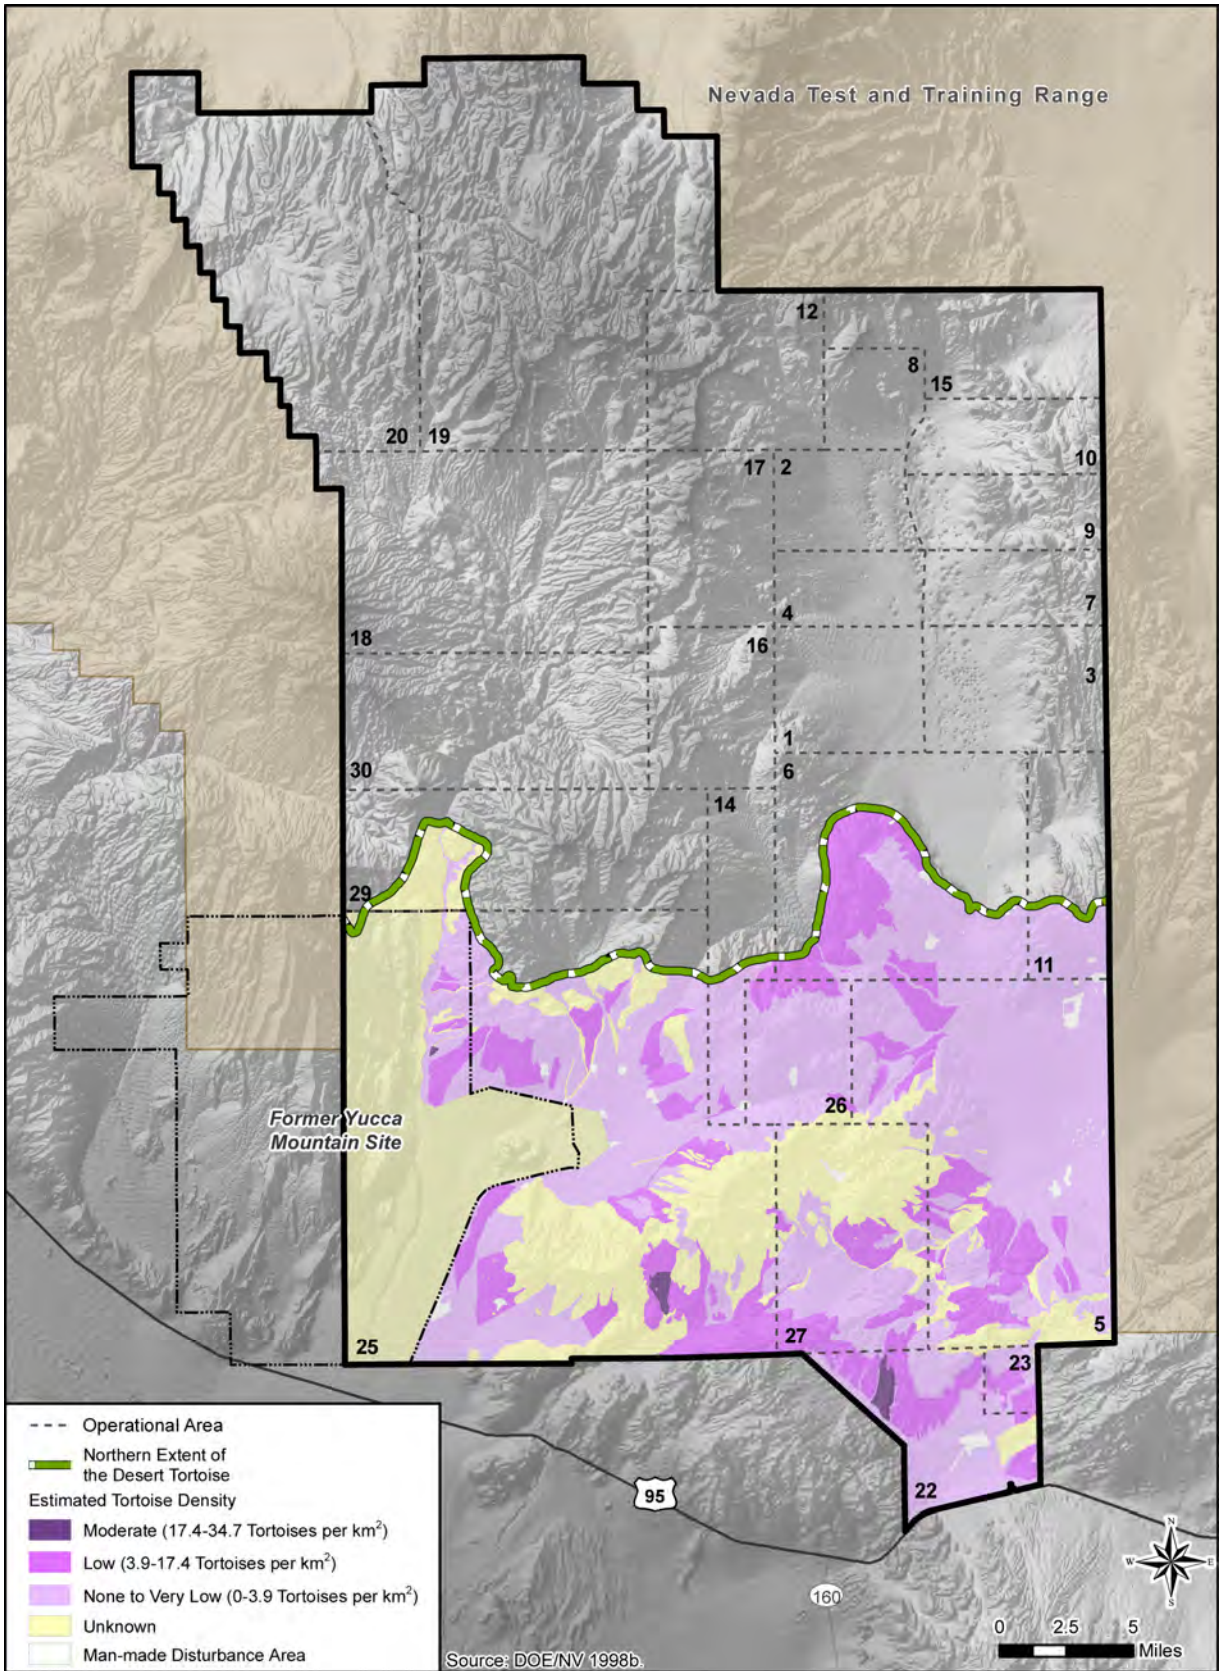 Nevada Test and Training Range
12
8
15
20
19
10
17
2
9
7
4
18
16
3
1
30
6
14
29
11
26
Former Yucca
Mountain Site
5
25
27
23
22
Operational Area
Northern Extent of
the Desert Tortoise
Estimated Tortoise Density
Moderate (17.4-34.7 Tortoises per km²)
Low (3.9-17.4 Tortoises per km²)
None to Very Low (0-3.9 Tortoises per km²)
Unknown
Man-made Disturbance Area
95
160
N
W
E
S
0 2.5 5
Miles
Source: DOE/NV 1998b.